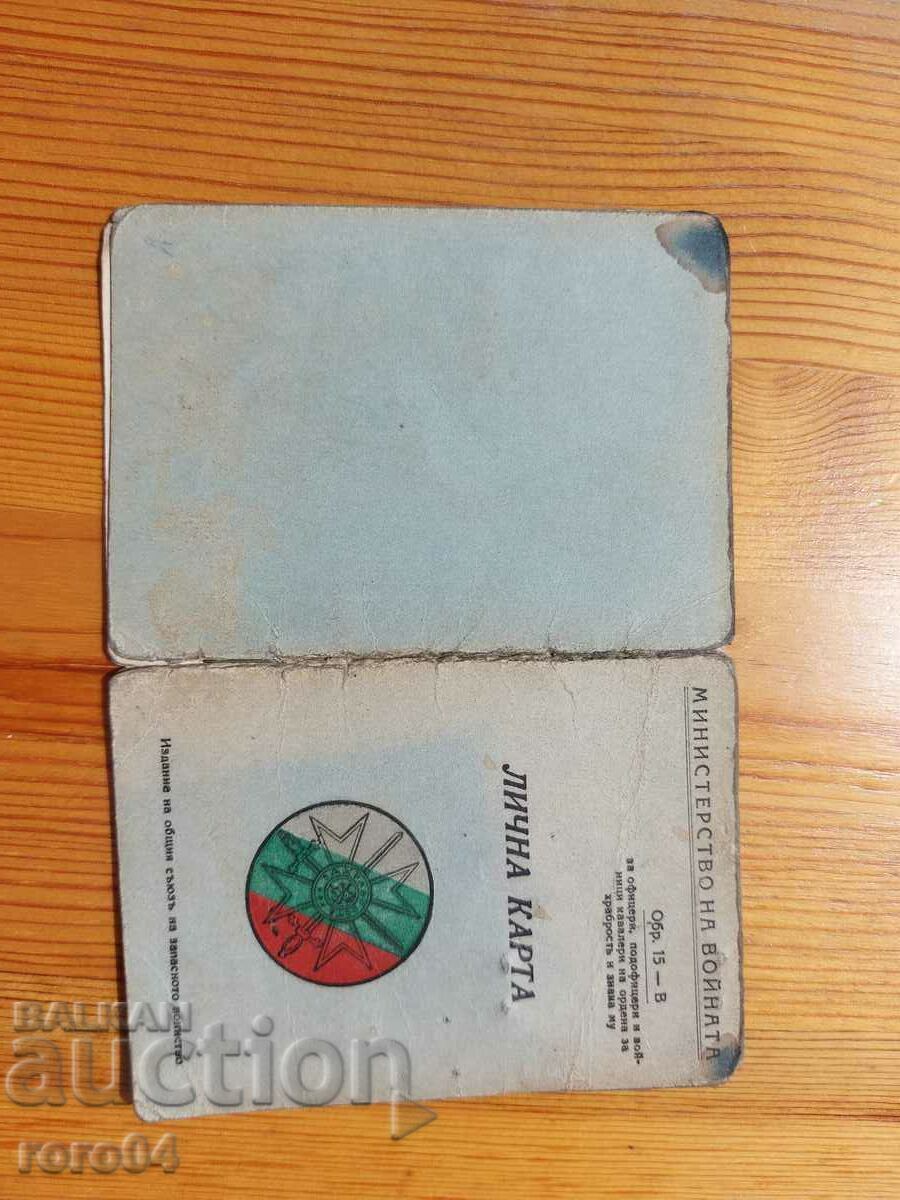 МИНИСТЕРСТВО НА ВОЙНАТА
Обр. 15 — В
за офицери, подофицери и вой-
ници кавалери на ордена за
храбрость и знака му
ЛИЧНА КАРТА
Издание на общия съюзъ на запасното войнство
БАЛКАН
auction
roro04